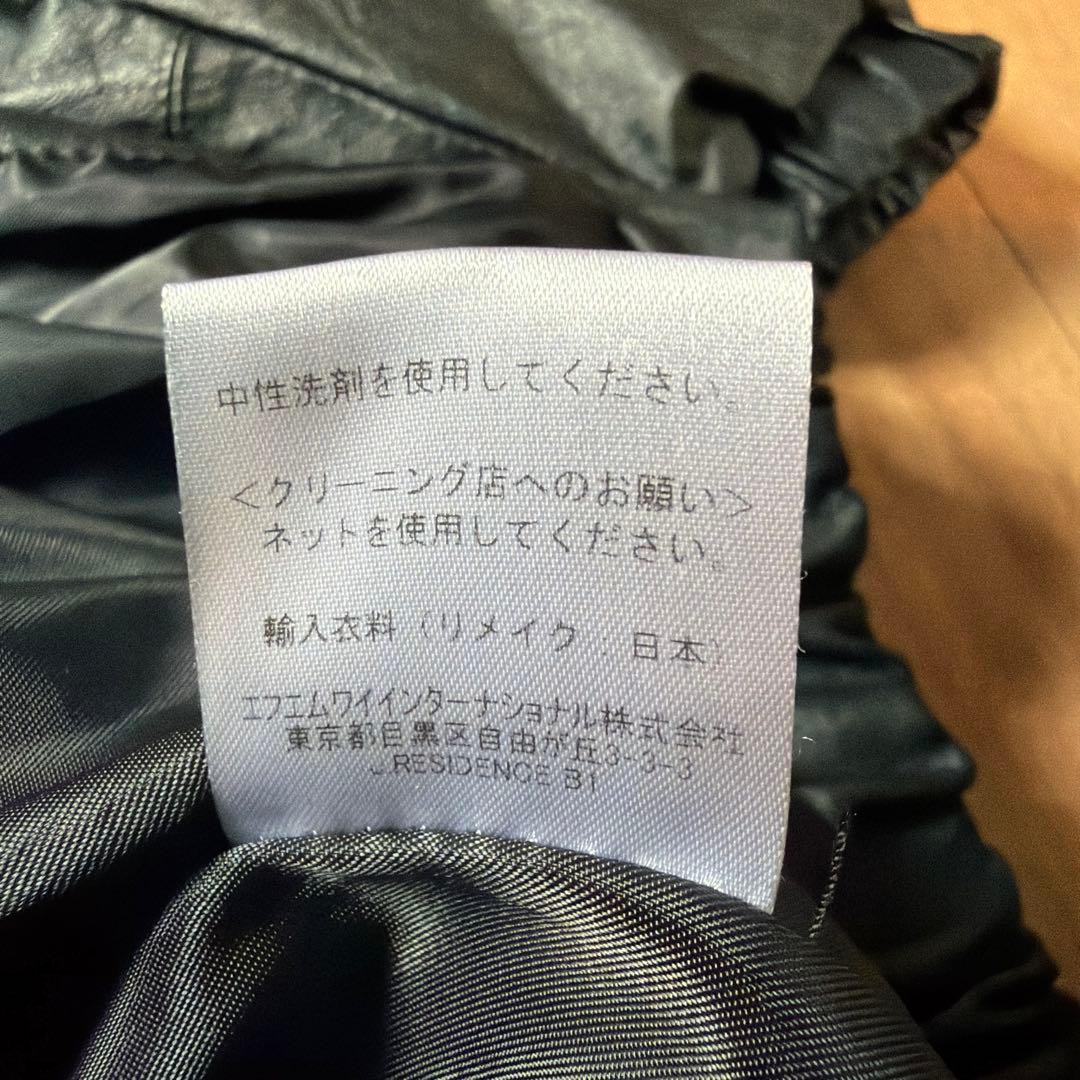 中性洗剤を使用してください。
<クリーニング店へのお願い>
ネットを使用してください。
輸入衣料（リメイク：日本）
エフエムワイインターナショナル株式会社
東京都目黒区自由が丘3-3-3
J RESIDENCE B1